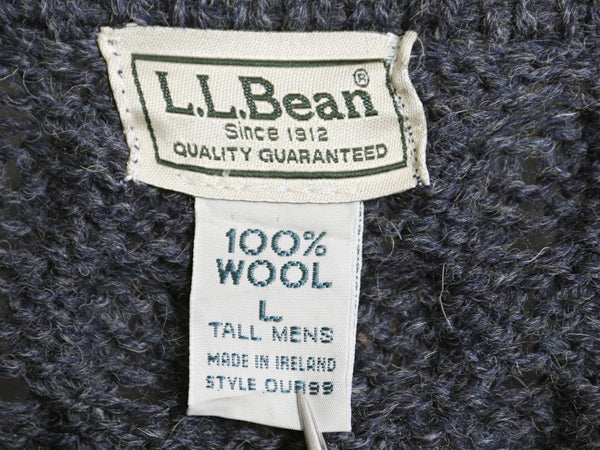 L.L.Bean®
Since 1912
QUALITY GUARANTEED
100%
WOOL
L
TALL MENS
MADE IN IRELAND
STYLE OUR99